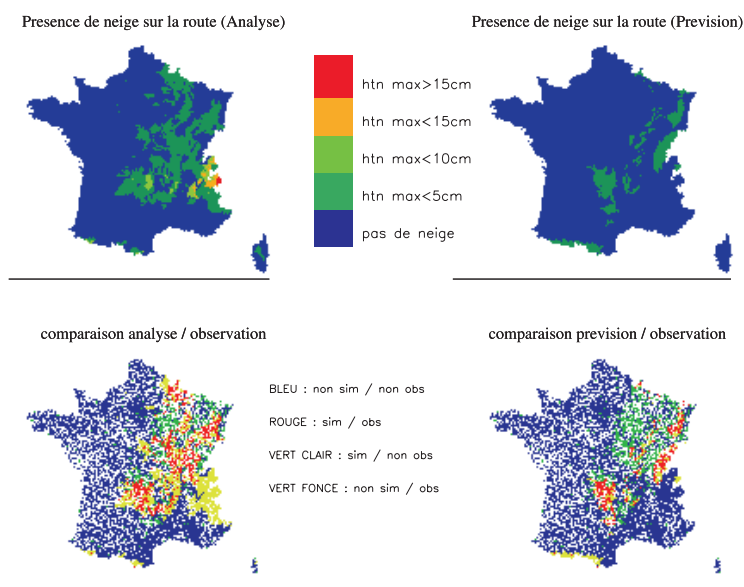 Presence de neige sur la route (Analyse)
Presence de neige sur la route (Prevision)
htn max>15cm
htn max<15cm
htn max<10cm
htn max<5cm
pas de neige
comparaison analyse / observation
comparaison prevision / observation
BLEU : non sim / non obs
ROUGE : sim / obs
VERT CLAIR : sim / non obs
VERT FONCE : non sim / obs